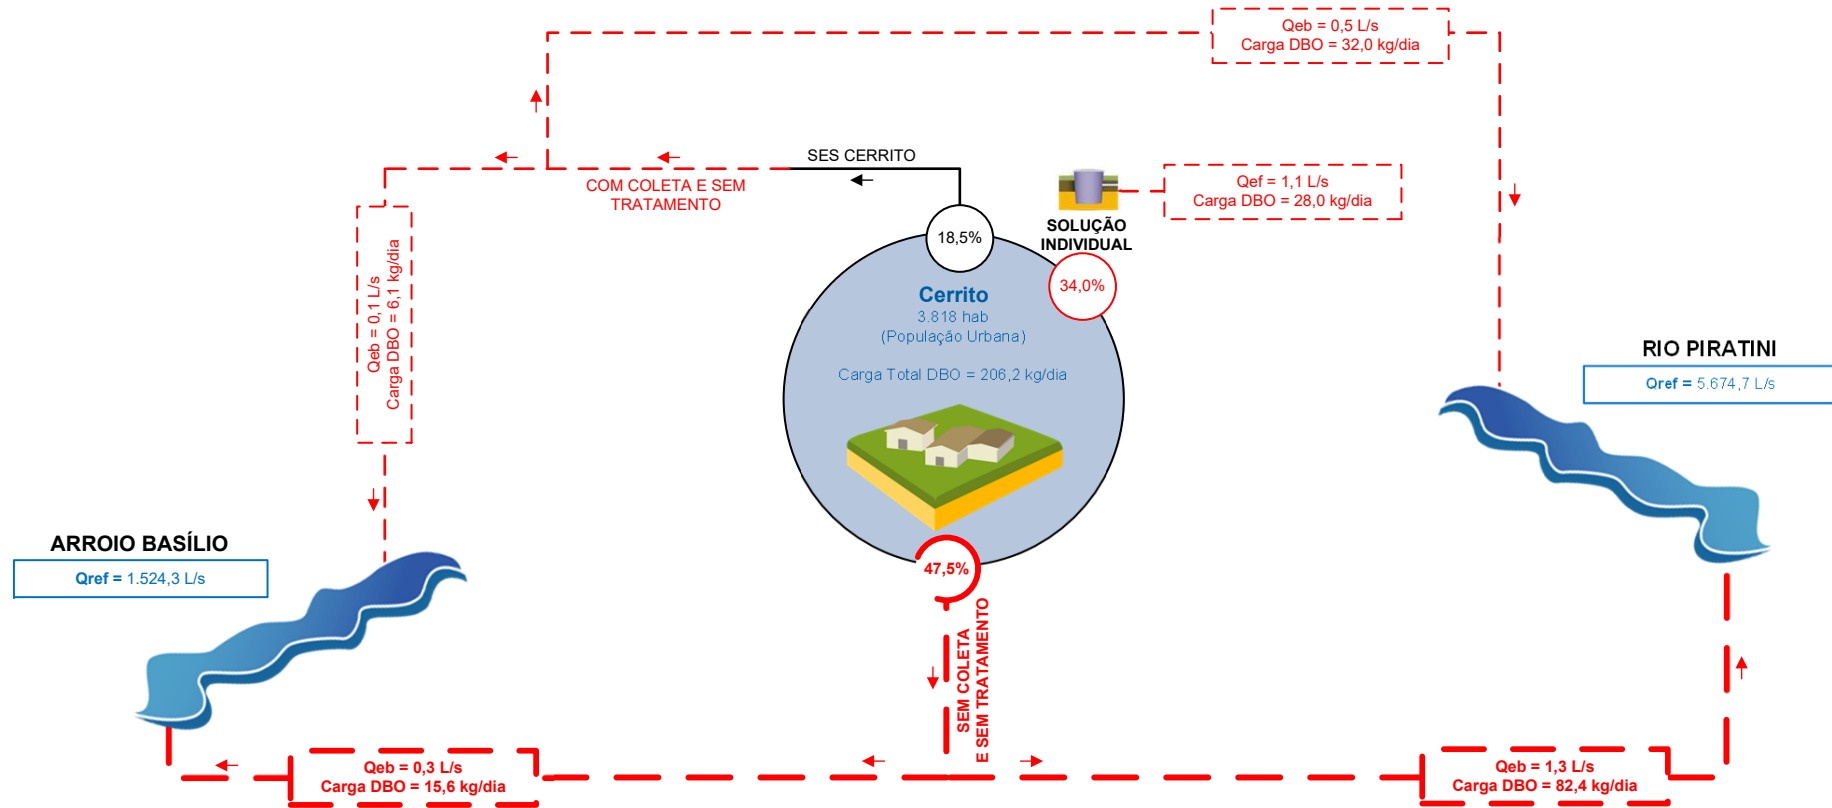 Qeb = 0,5 L/s
Carga DBO = 32,0 kg/dia
SES CERRITO
COM COLETA E SEM
TRATAMENTO
Qef = 1,1 L/s
Carga DBO = 28,0 kg/dia
SOLUÇÃO
INDIVIDUAL
18,5%
34,0%
Qeb = 0,1 L/s
Carga DBO = 6,1 kg/dia
Cerrito
3.818 hab
(População Urbana)
Carga Total DBO = 206,2 kg/dia
RIO PIRATINI
Qref = 5.674,7 L/s
ARROIO BASÍLIO
Qref = 1.524,3 L/s
47,5%
SEM COLETA
E SEM TRATAMENTO
Qeb = 0,3 L/s
Carga DBO = 15,6 kg/dia
Qeb = 1,3 L/s
Carga DBO = 82,4 kg/dia